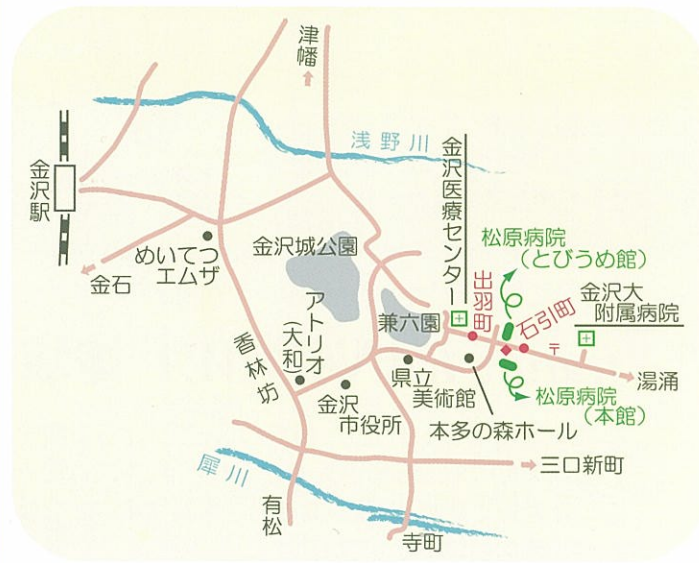 津幡
浅野川
金沢医療センター
金沢駅
めいてつ
エムザ
金沢城公園
松原病院
(とびうめ館)
出羽町
石引町
金沢大
附属病院
金石
アトリオ
(大和)
兼六園
〒
香林坊
県立
美術館
湯涌
金沢
市役所
松原病院
(本館)
本多の森ホール
犀川
三口新町
有松
寺町